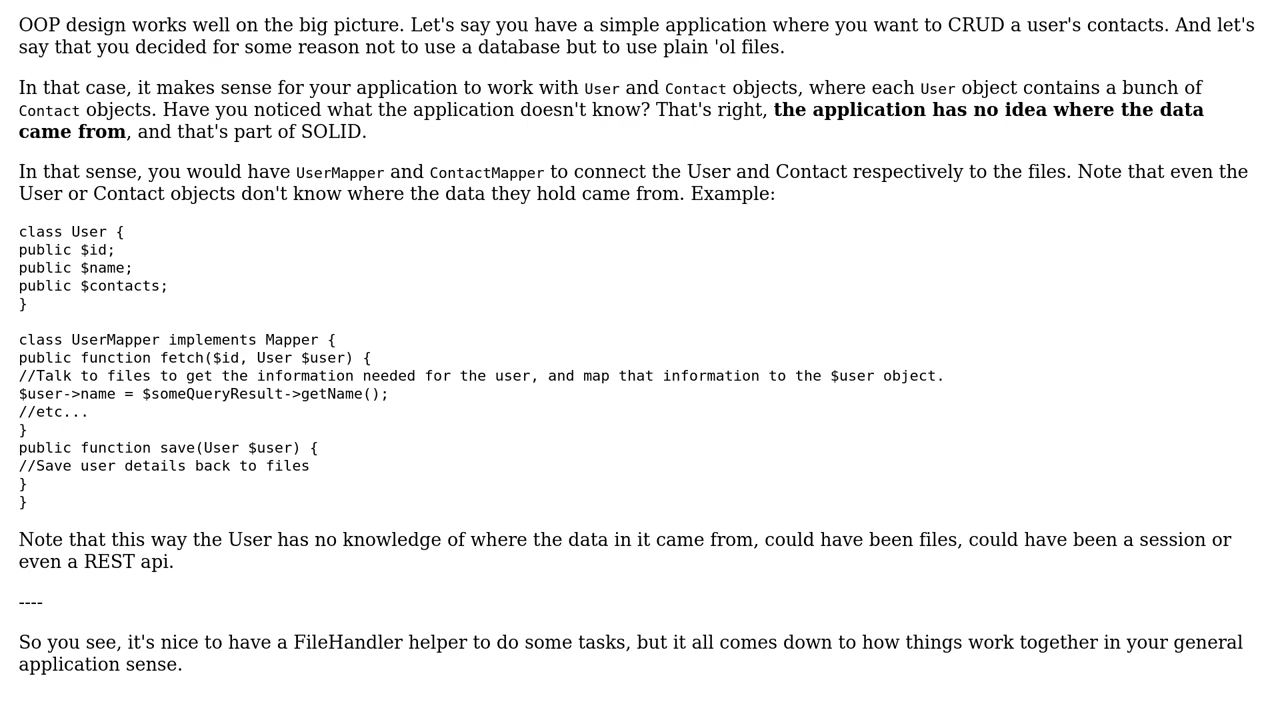 OOP design works well on the big picture. Let's say you have a simple application where you want to CRUD a user's contacts. And let's
say that you decided for some reason not to use a database but to use plain 'ol files.
In that case, it makes sense for your application to work with User and Contact objects, where each User object contains a bunch of
Contact objects. Have you noticed what the application doesn't know? That's right, the application has no idea where the data
came from, and that's part of SOLID.
In that sense, you would have UserMapper and ContactMapper to connect the User and Contact respectively to the files. Note that even the
User or Contact objects don't know where the data they hold came from. Example:
class User {
public $id;
public $name;
public $contacts;
}
class UserMapper implements Mapper {
public function fetch($id, User $user) {
//Talk to files to get the information needed for the user, and map that information to the $user object.
$user->name = $someQueryResult->getName();
//etc...
}
public function save(User $user) {
//Save user details back to files
}
}
Note that this way the User has no knowledge of where the data in it came from, could have been files, could have been a session or
even a REST api.
----
So you see, it's nice to have a FileHandler helper to do some tasks, but it all comes down to how things work together in your general
application sense.